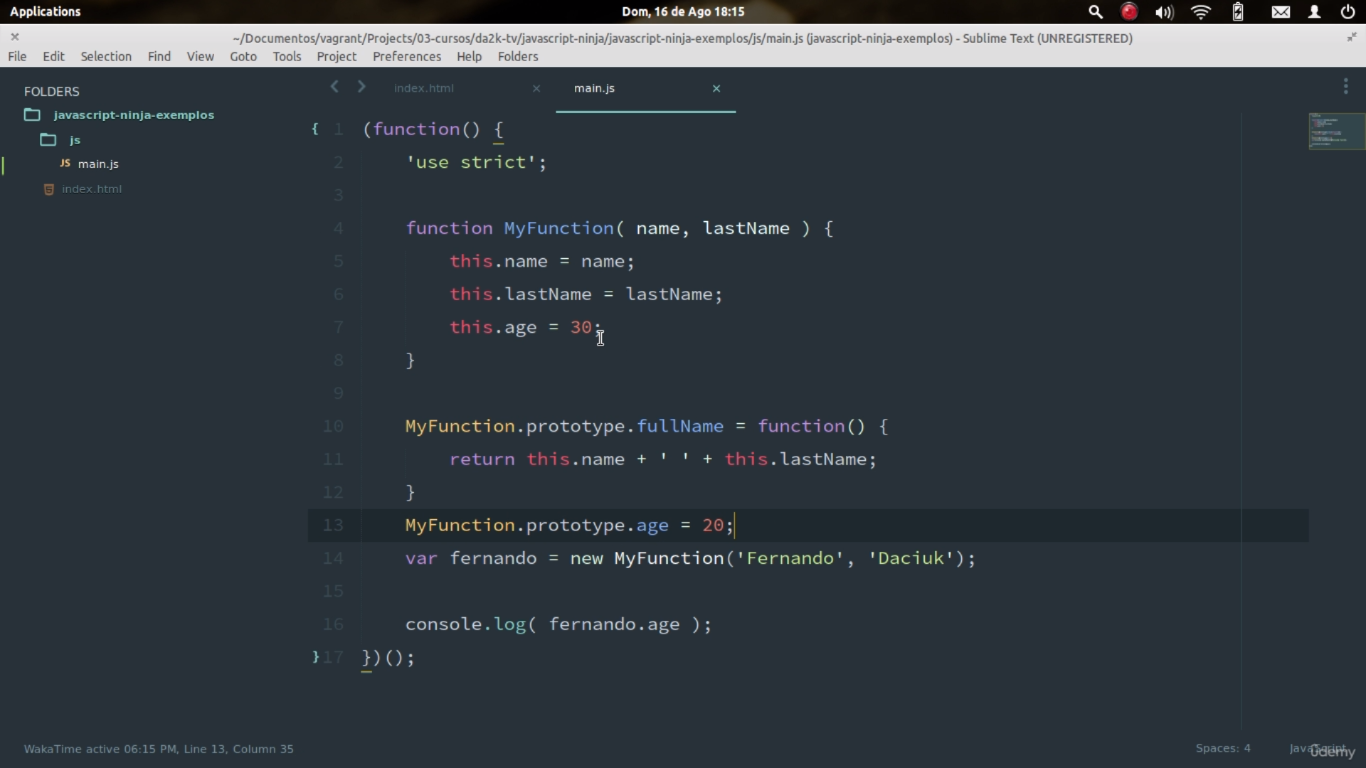 Applications
Dom, 16 de Ago 18:15
~/Documentos/vagrant/Projects/03-cursos/da2k-tv/javascript-ninja/javascript-ninja-exemplos/js/main.js (javascript-ninja-exemplos) - Sublime Text (UNREGISTERED)
File Edit Selection Find View Goto Tools Project Preferences Help Folders
FOLDERS
javascript-ninja-exemplos
js
JS main.js
index.html
index.html × main.js ×
{ 1 (function() {
2     'use strict';
3
4     function MyFunction( name, lastName ) {
5         this.name = name;
6         this.lastName = lastName;
7         this.age = 30;
8     }
9
10     MyFunction.prototype.fullName = function() {
11         return this.name + ' ' + this.lastName;
12     }
13     MyFunction.prototype.age = 20;
14     var fernando = new MyFunction('Fernando', 'Daciuk');
15
16     console.log( fernando.age );
} 17 })();
WakaTime active 06:15 PM, Line 13, Column 35
Spaces: 4
JavaScript
ûdemy